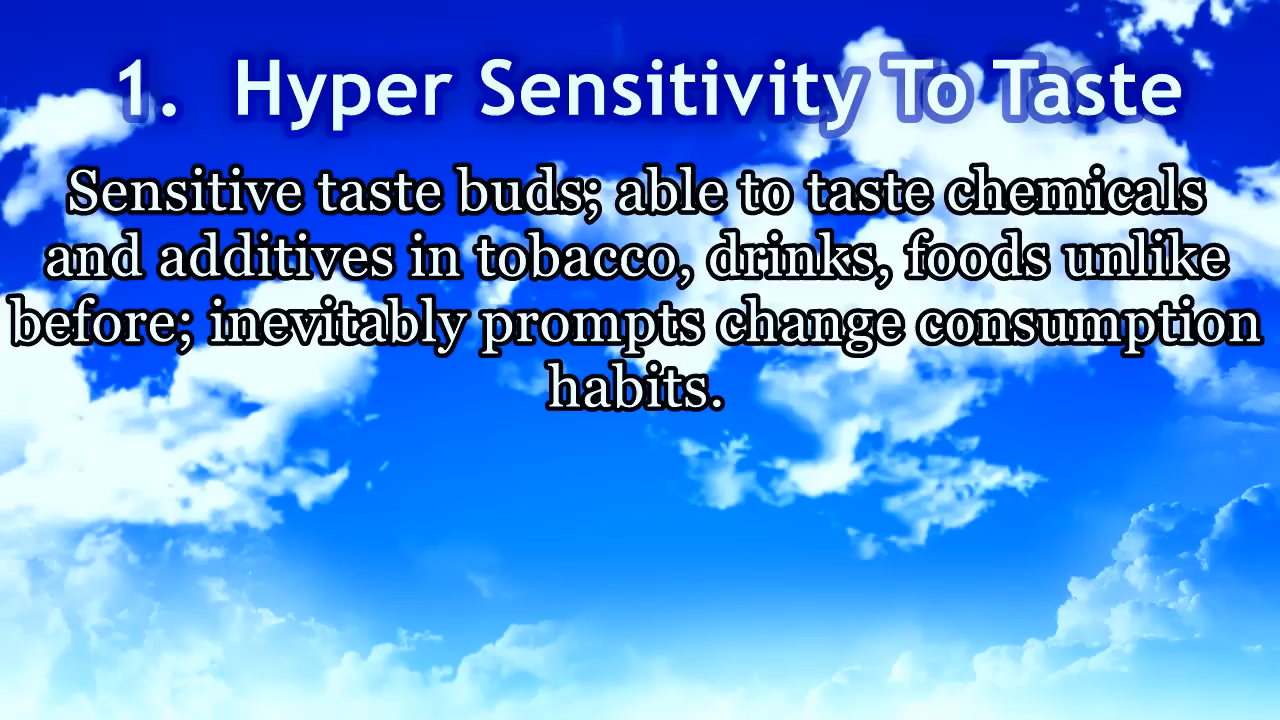 1. Hyper Sensitivity To Taste
Sensitive taste buds; able to taste chemicals
and additives in tobacco, drinks, foods unlike
before; inevitably prompts change consumption
habits.